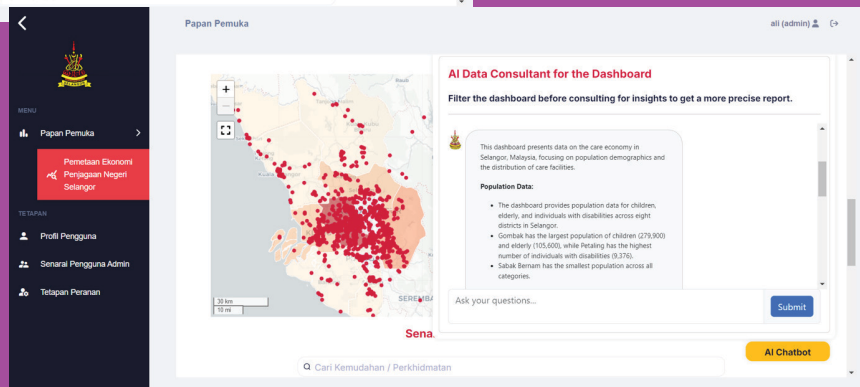 Papan Pemuka
ali (admin)
SELANGOR
MENU
Papan Pemuka
Pemetaan Ekonomi
Penjagaan Negeri
Selangor
TETAPAN
Profil Pengguna
Senarai Pengguna Admin
Tetapan Peranan
+
−
Raub
30 km
10 mi
Sena
Cari Kemudahan / Perkhidmatan
AI Data Consultant for the Dashboard
Filter the dashboard before consulting for insights to get a more precise report.
This dashboard presents data on the care economy in
Selangor, Malaysia, focusing on population demographics and
the distribution of care facilities.
Population Data:
• The dashboard provides population data for children,
elderly, and individuals with disabilities across eight
districts in Selangor.
• Gombak has the largest population of children (279,900)
and elderly (105,600), while Petaling has the highest
number of individuals with disabilities (9,376).
• Sabak Bernam has the smallest population across all
categories.
Ask your questions...
Submit
AI Chatbot